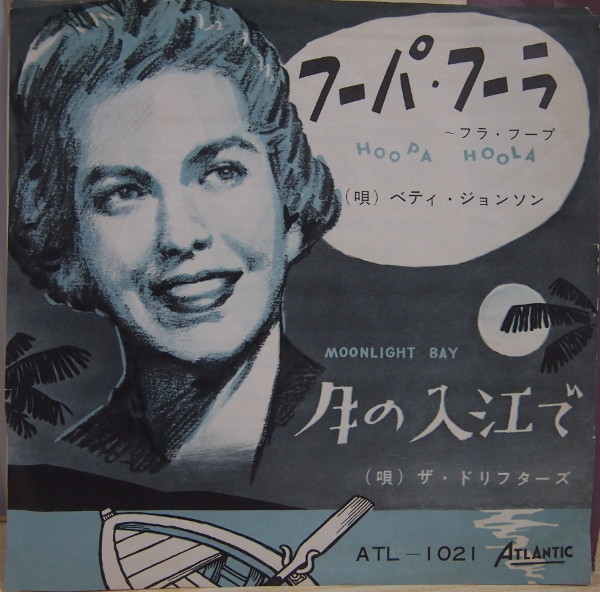 フーパ・フーラ
～フラ・フープ
HOOPA HOOLA
(唄) ベティ・ジョンソン
MOONLIGHT BAY
月の入江で
(唄) ザ・ドリフターズ
ATL-1021 ATLANTIC